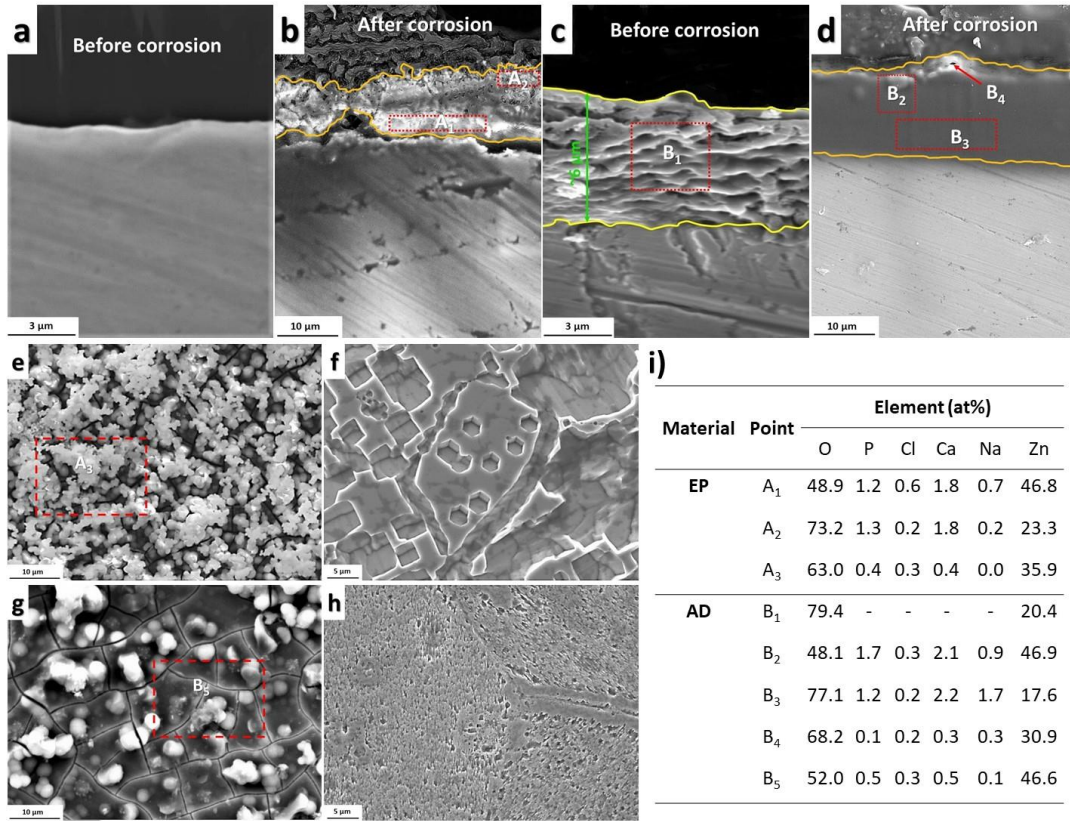 a
Before corrosion
3 μm
b
After corrosion
A₁
10 μm
c
Before corrosion
B₁
3 μm
d
After corrosion
B₂
B₄
B₃
10 μm
e
A₃
10 μm
f
5 μm
g
B₅
10 μm
h
5 μm
i)
Material Point Element (at%)
O P Cl Ca Na Zn
EP A₁ 48.9 1.2 0.6 1.8 0.7 46.8
A₂ 73.2 1.3 0.2 1.8 0.2 23.3
A₃ 63.0 0.4 0.3 0.4 0.0 35.9
AD B₁ 79.4 - - - - 20.4
B₂ 48.1 1.7 0.3 2.1 0.9 46.9
B₃ 77.1 1.2 0.2 2.2 1.7 17.6
B₄ 68.2 0.1 0.2 0.3 0.3 30.9
B₅ 52.0 0.5 0.3 0.5 0.1 46.6